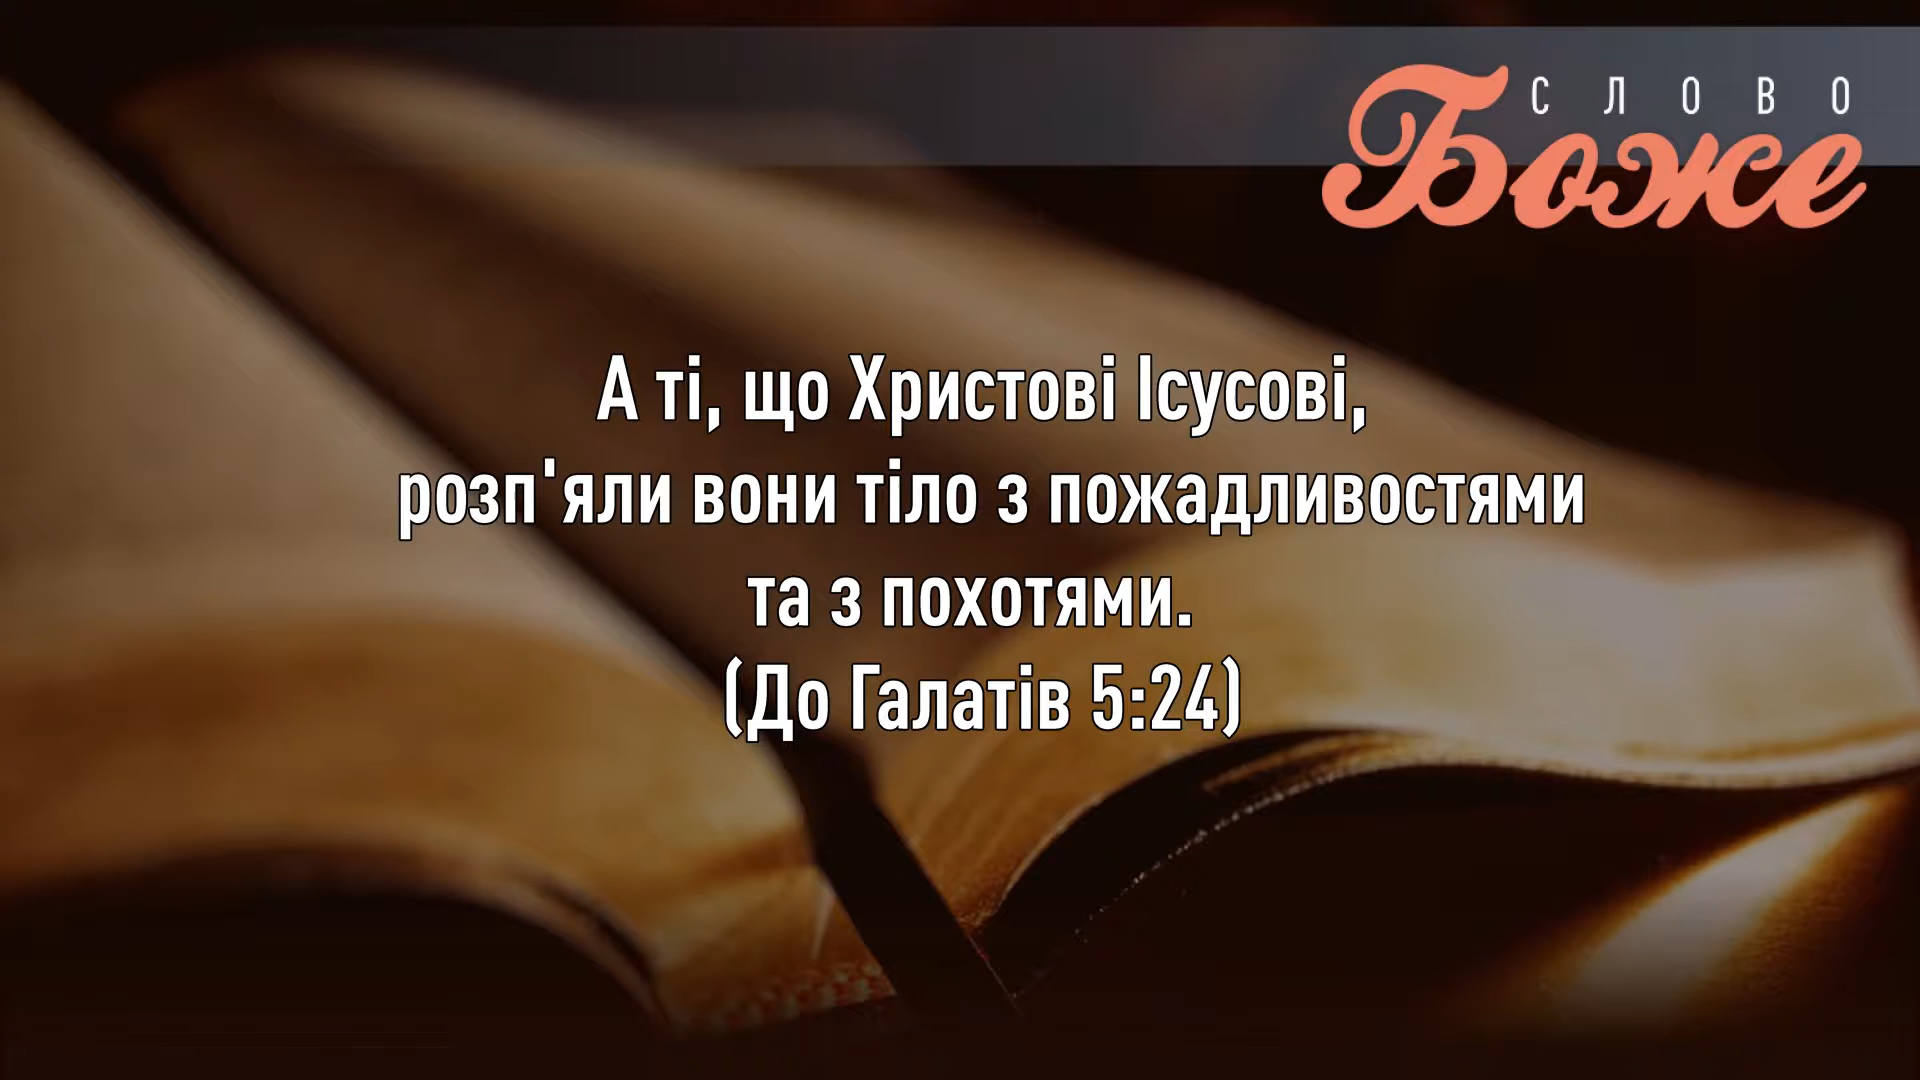 СЛОВО
Боже
А ті, що Христові Ісусові,
розп'яли вони тіло з пожадливостями
та з похотями.
(До Галатів 5:24)